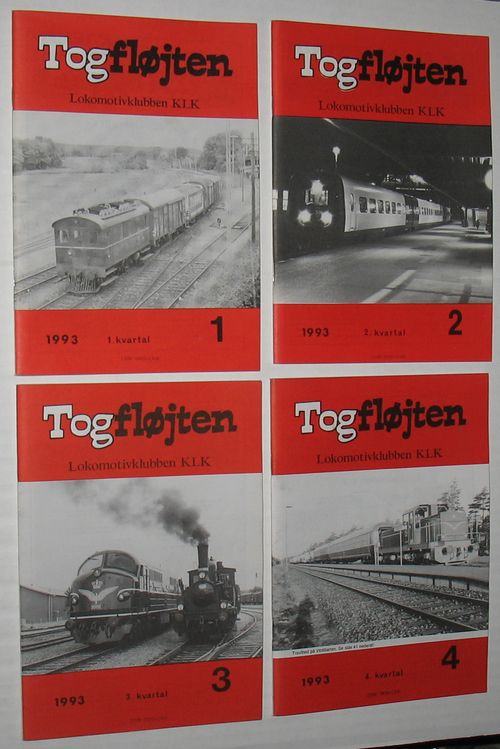 Togfløjten
Lokomotivklubben KLK
1993
1. kvartal
1
Togfløjten
Lokomotivklubben KLK
1993
2. kvartal
2
Togfløjten
Lokomotivklubben KLK
1993
3. kvartal
3
Togfløjten
Lokomotivklubben KLK
1993
4. kvartal
4